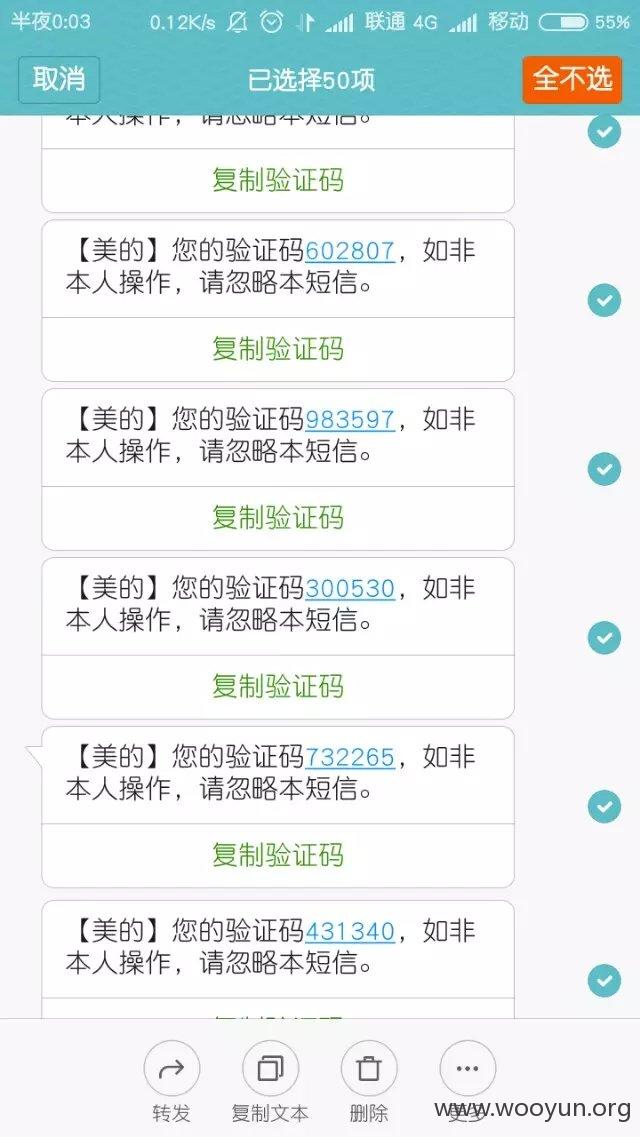 半夜0:03 0.12K/s 联通 4G 移动 55%
取消 已选择50项 全不选
本人操作，请忽略本短信。
复制验证码
【美的】您的验证码602807，如非
本人操作，请忽略本短信。
复制验证码
【美的】您的验证码983597，如非
本人操作，请忽略本短信。
复制验证码
【美的】您的验证码300530，如非
本人操作，请忽略本短信。
复制验证码
【美的】您的验证码732265，如非
本人操作，请忽略本短信。
复制验证码
【美的】您的验证码431340，如非
本人操作，请忽略本短信。
转发 复制文本 删除 更多
www.wooyun.org